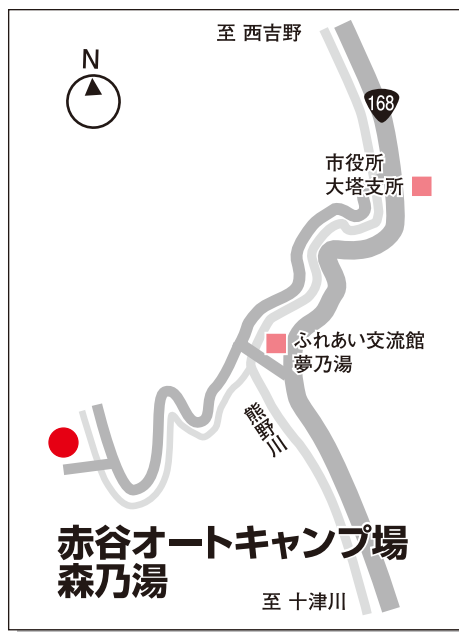 至 西吉野
N
168
市役所
大塔支所
ふれあい交流館
夢乃湯
熊野川
赤谷オートキャンプ場
森乃湯
至 十津川